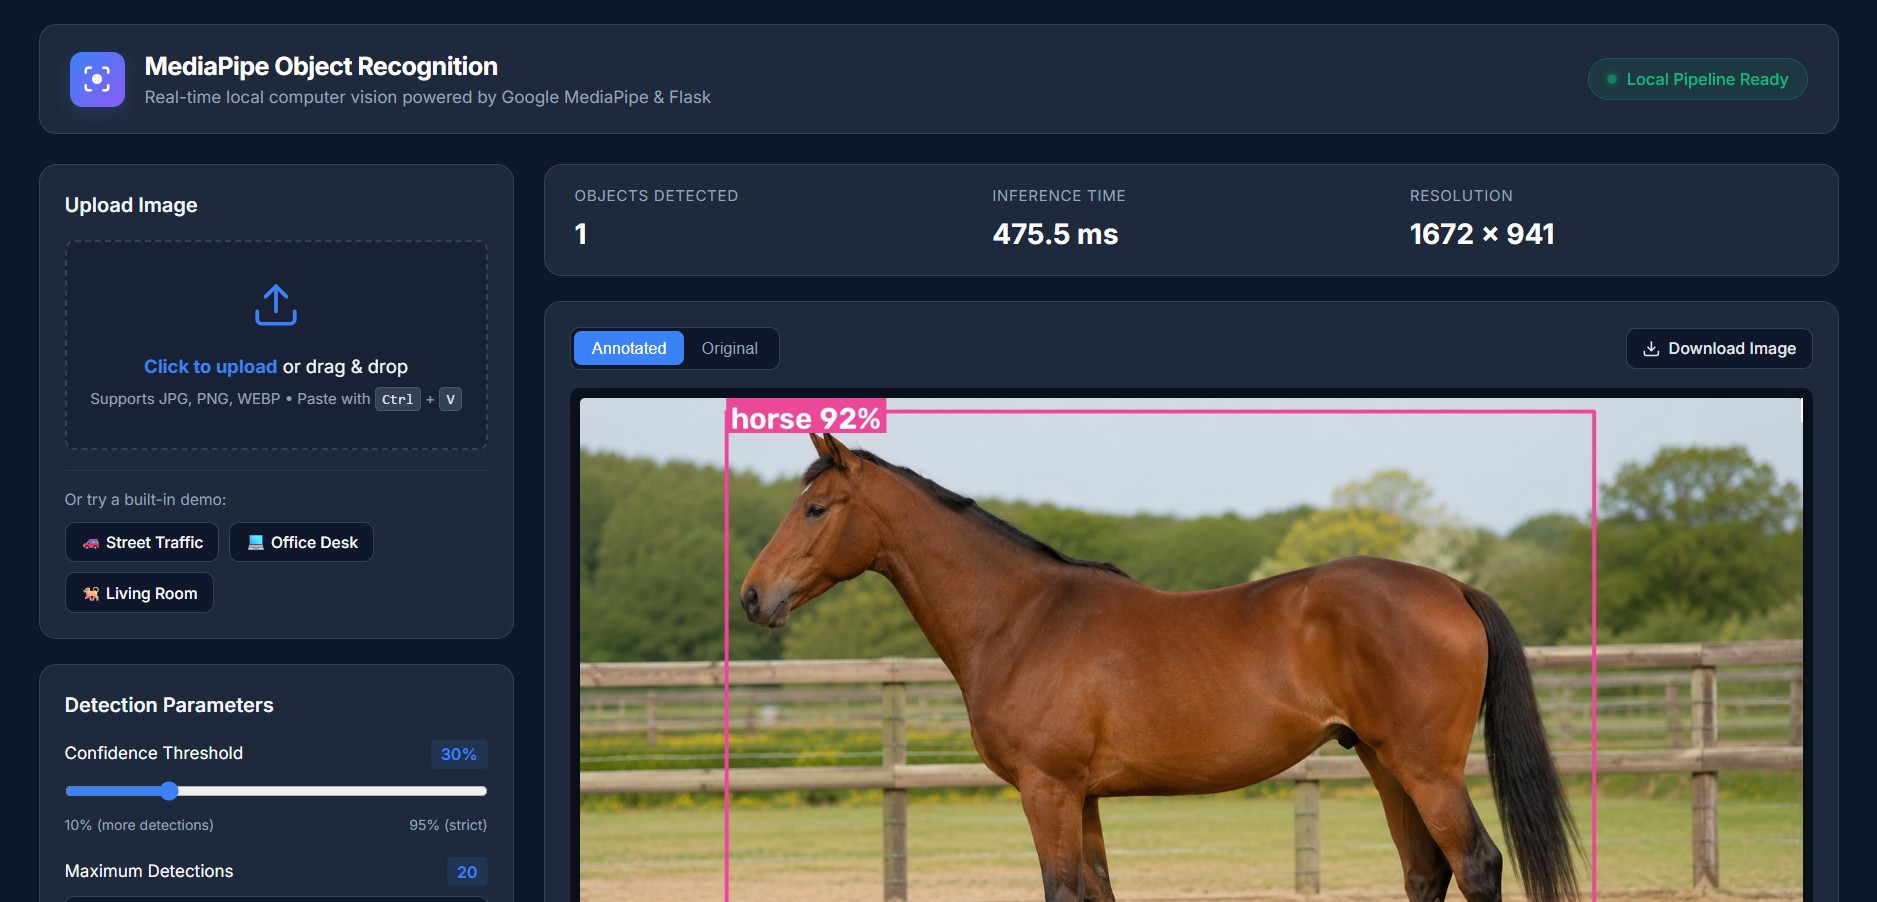 MediaPipe Object Recognition
Real-time local computer vision powered by Google MediaPipe & Flask
Local Pipeline Ready
Upload Image
Click to upload or drag & drop
Supports JPG, PNG, WEBP • Paste with Ctrl + V
Or try a built-in demo:
Street Traffic
Office Desk
Living Room
Detection Parameters
Confidence Threshold
30%
10% (more detections)
95% (strict)
Maximum Detections
20
OBJECTS DETECTED
1
INFERENCE TIME
475.5 ms
RESOLUTION
1672 × 941
Annotated
Original
Download Image
horse 92%